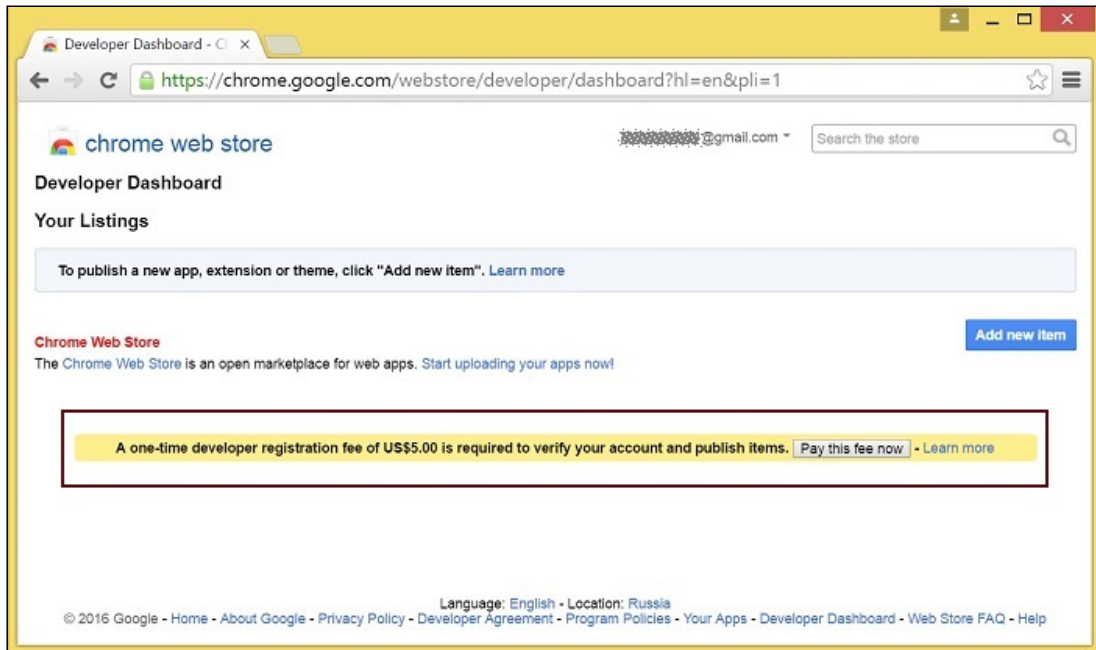 Developer Dashboard - Ch
https://chrome.google.com/webstore/developer/dashboard?hl=en&pli=1
chrome web store
@gmail.com
Search the store
Developer Dashboard
Your Listings
To publish a new app, extension or theme, click "Add new item". Learn more
Add new item
Chrome Web Store
The Chrome Web Store is an open marketplace for web apps. Start uploading your apps now!
A one-time developer registration fee of US$5.00 is required to verify your account and publish items. Pay this fee now - Learn more
Language: English - Location: Russia
© 2016 Google - Home - About Google - Privacy Policy - Developer Agreement - Program Policies - Your Apps - Developer Dashboard - Web Store FAQ - Help